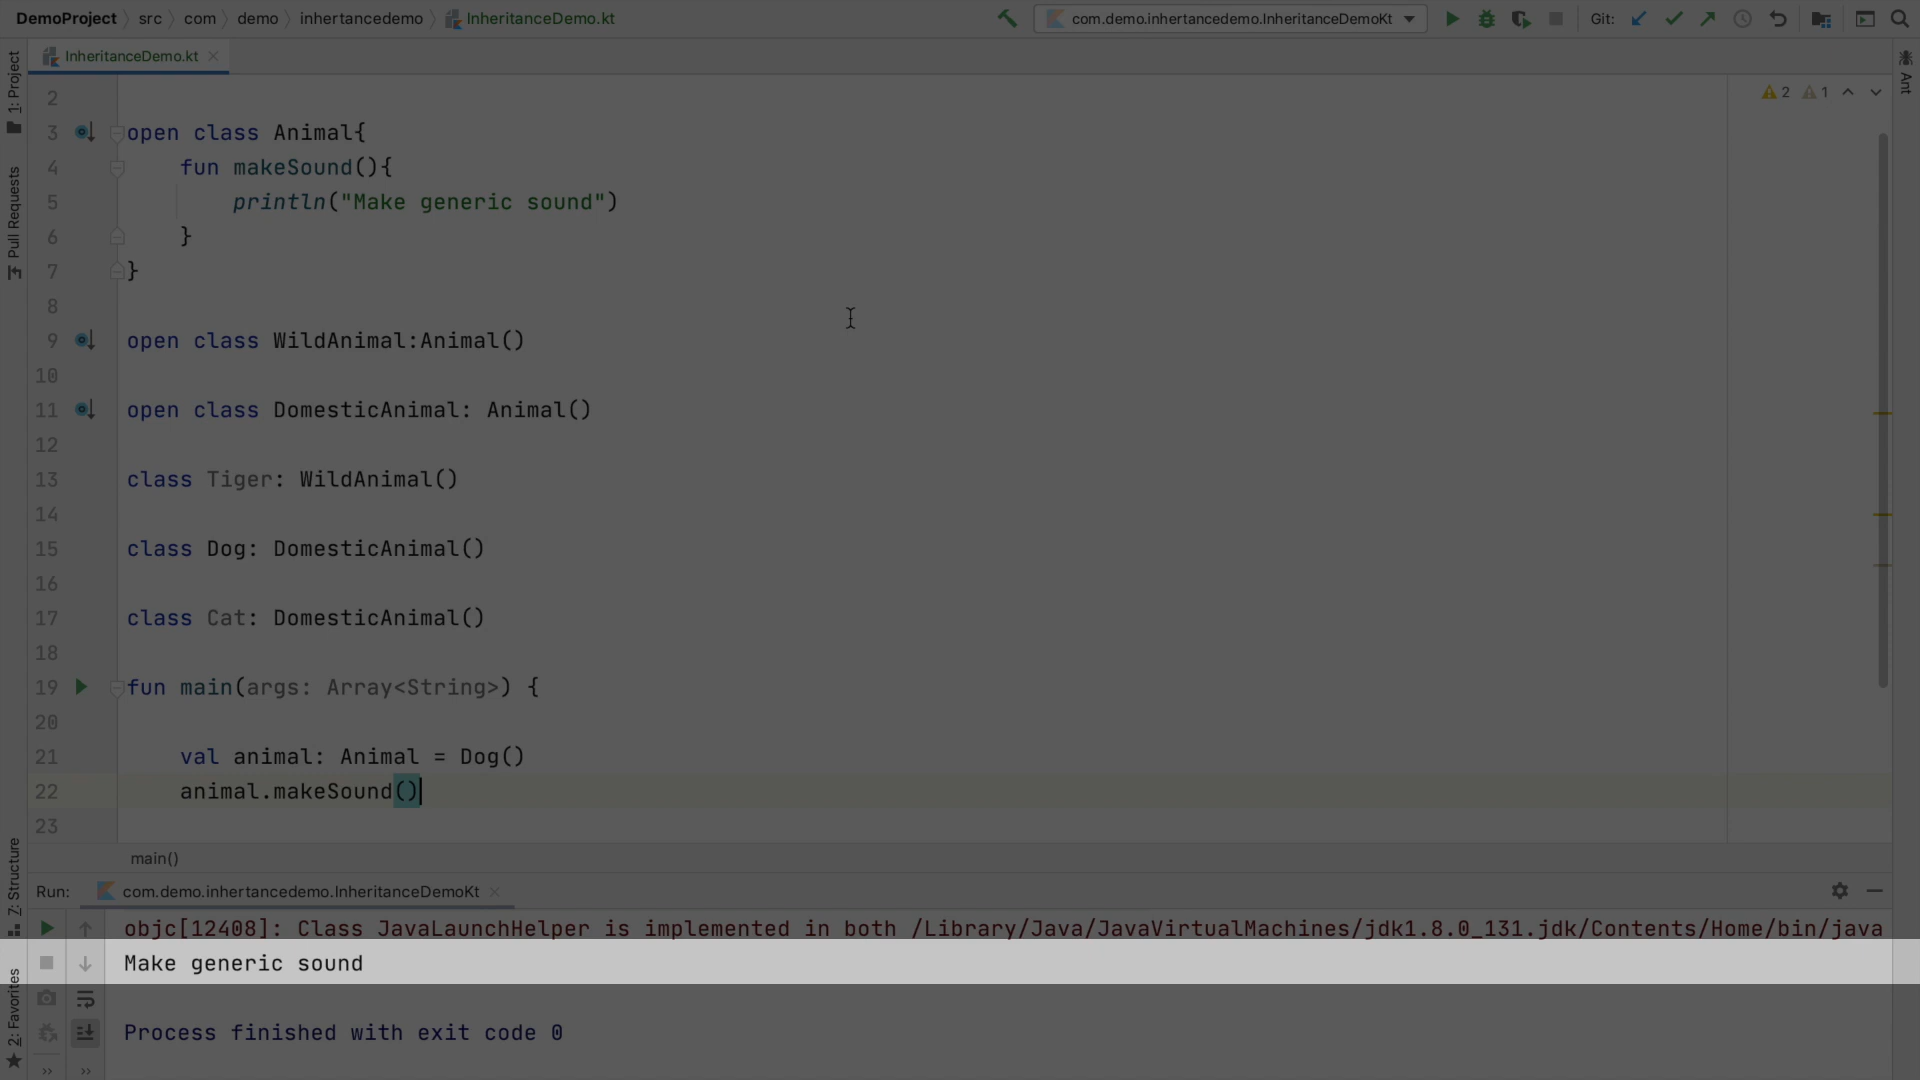 DemoProject src com demo inhertancedemo InheritanceDemo.kt com.demo.inhertancedemo.InheritanceDemoKt Git:
InheritanceDemo.kt
1: Project
Pull Requests
Ant
2 1
2
3 open class Animal{
4 fun makeSound(){
5 println("Make generic sound")
6 }
7 }
8
9 open class WildAnimal:Animal()
10
11 open class DomesticAnimal: Animal()
12
13 class Tiger: WildAnimal()
14
15 class Dog: DomesticAnimal()
16
17 class Cat: DomesticAnimal()
18
19 fun main(args: Array<String>) {
20
21 val animal: Animal = Dog()
22 animal.makeSound()
23
main()
Z: Structure
2: Favorites
Run: com.demo.inhertancedemo.InheritanceDemoKt
objc[12408]: Class JavaLaunchHelper is implemented in both /Library/Java/JavaVirtualMachines/jdk1.8.0_131.jdk/Contents/Home/bin/java
Make generic sound
Process finished with exit code 0